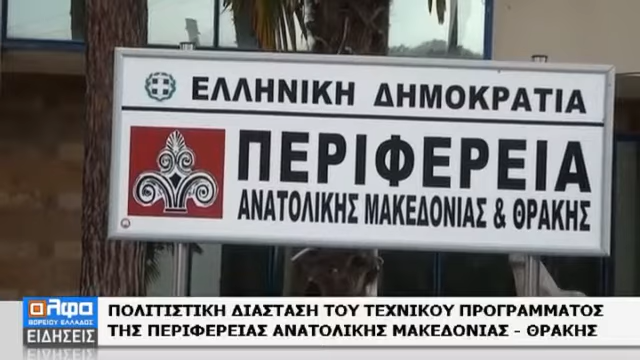 ΕΛΛΗΝΙΚΗ ΔΗΜΟΚΡΑΤΙΑ
ΠΕΡΙΦΕΡΕΙΑ
ΑΝΑΤΟΛΙΚΗΣ ΜΑΚΕΔΟΝΙΑΣ & ΘΡΑΚΗΣ
αλφα
ΒΟΡΕΙΟΥ ΕΛΛΑΔΟΣ
ΕΙΔΗΣΕΙΣ
ΠΟΛΙΤΙΣΤΙΚΗ ΔΙΑΣΤΑΣΗ ΤΟΥ ΤΕΧΝΙΚΟΥ ΠΡΟΓΡΑΜΜΑΤΟΣ
ΤΗΣ ΠΕΡΙΦΕΡΕΙΑΣ ΑΝΑΤΟΛΙΚΗΣ ΜΑΚΕΔΟΝΙΑΣ - ΘΡΑΚΗΣ